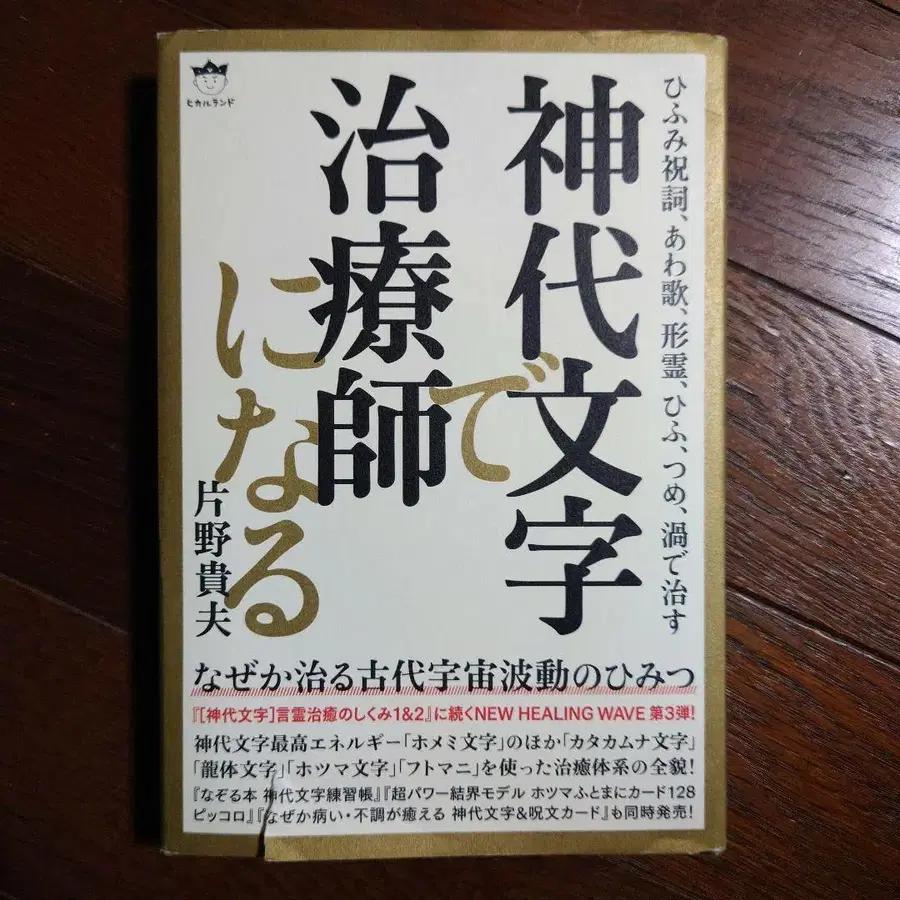 ヒカルランド
ひふみ祝詞、あわ歌、形霊、ひふ、つめ、渦で治す
神代文字で
治療師
になる
片野貴夫
なぜか治る古代宇宙波動のひみつ
『[神代文字]言霊治癒のしくみ1&2』に続くNEW HEALING WAVE 第3弾!
神代文字最高エネルギー「ホメミ文字」のほか「カタカムナ文字」
「龍体文字」「ホツマ文字」「フトマニ」を使った治癒体系の全貌!
『なぞる本 神代文字練習帳』『超パワー結界モデル ホツマふとまにカード128
ピッコロ』『なぜか病い・不調が癒える 神代文字&呪文カード』も同時発売!